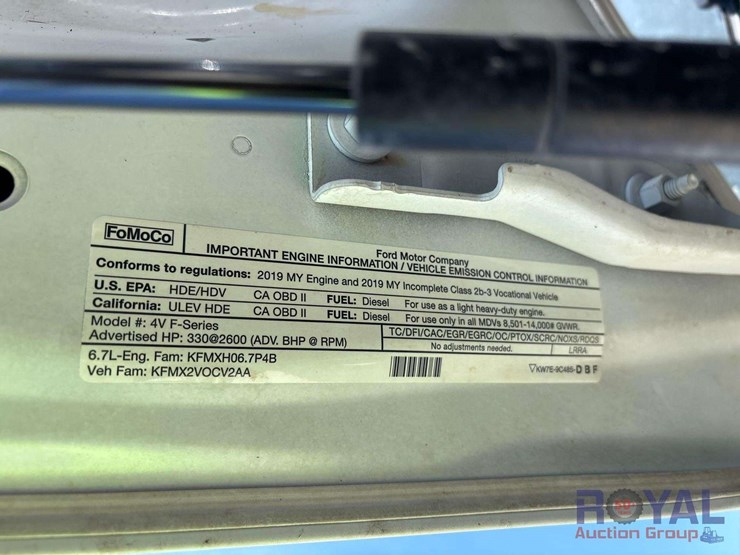 FoMoCo
Ford Motor Company
IMPORTANT ENGINE INFORMATION / VEHICLE EMISSION CONTROL INFORMATION
Conforms to regulations: 2019 MY Engine and 2019 MY Incomplete Class 2b-3 Vocational Vehicle
U.S. EPA: HDE/HDV CA OBD II FUEL: Diesel For use as a light heavy-duty engine.
California: ULEV HDE CA OBD II FUEL: Diesel For use only in all MDVs 8,501-14,000# GVWR.
Model #: 4V F-Series TC/DFI/CAC/EGR/EGRC/OC/PTOX/SCRC/NOXS/RDQS
Advertised HP: 330@2600 (ADV. BHP @ RPM) No adjustments needed. LRRA
6.7L-Eng. Fam: KFMXH06.7P4B
Veh Fam: KFMX2VOCV2AA KW7E-9C485-DBF
ROYAL
Auction Group